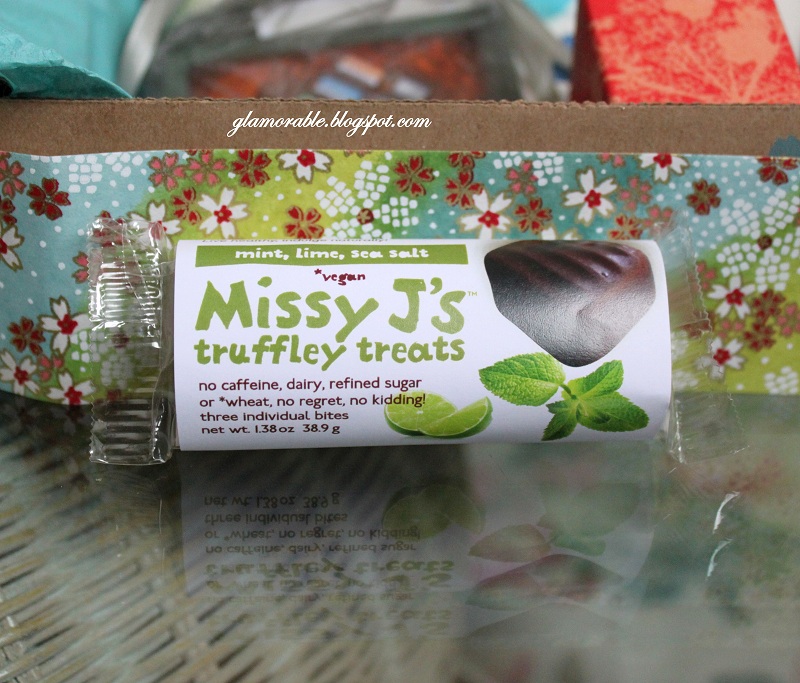 glamorable.blogspot.com
mint, lime, sea salt
*vegan
Missy J's™
truffley treats
no caffeine, dairy, refined sugar
or *wheat, no regret, no kidding!
three individual bites
net wt. 1.38 oz 38.9 g